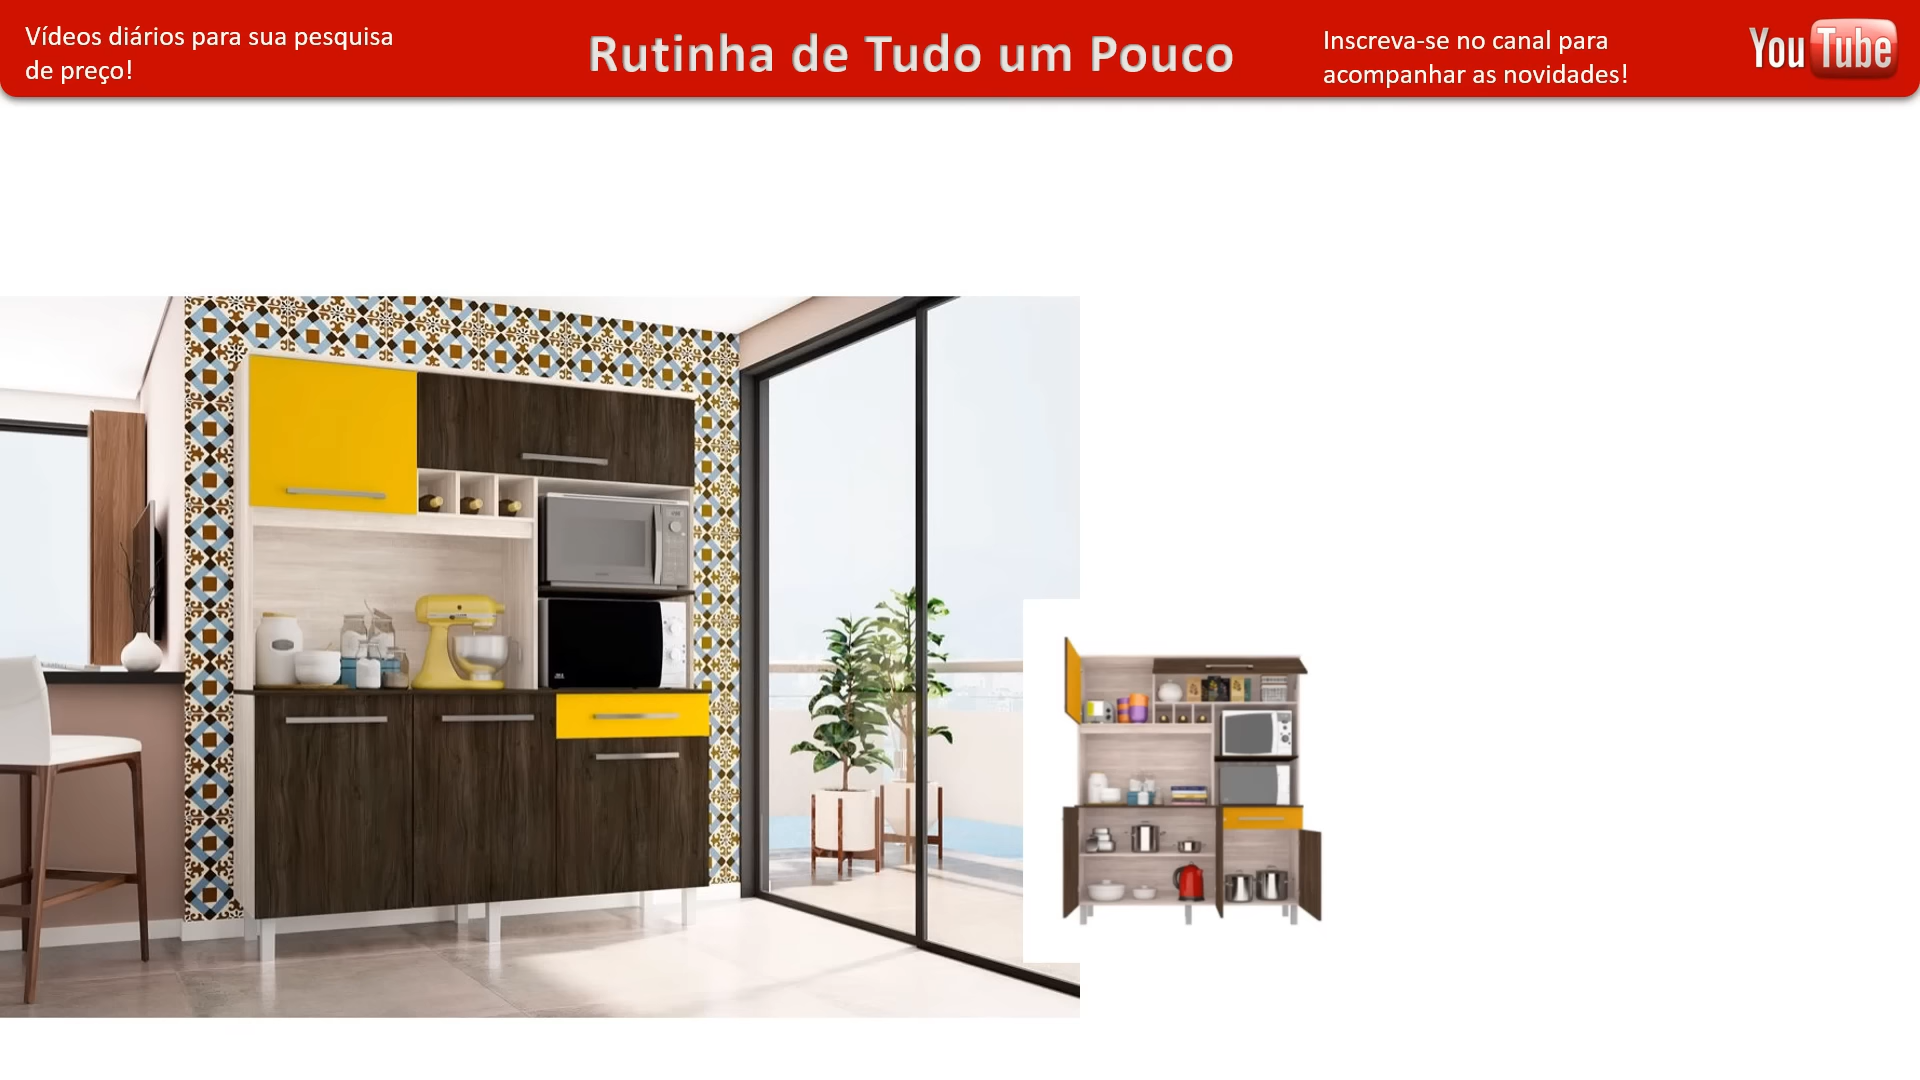 Vídeos diários para sua pesquisa
de preço!
Rutinha de Tudo um Pouco
Inscreva-se no canal para
acompanhar as novidades!
YouTube